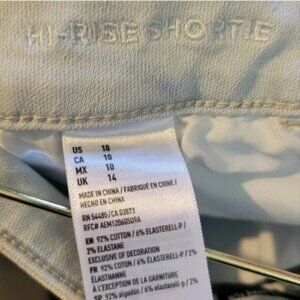 HI-RISE SHORTIE
US 10
CA 10
MX 10
UK 14
MADE IN CHINA / FABRIQUÉ EN CHINE /
HECHO EN CHINA
RN 54485 / CA 03873
EN 92% COTTON / 6% ELASTERELL-P /
2% ELASTANE
EXCLUSIVE OF DECORATION
FR 92% COTON / 6% ELASTERELL-P / 2%
ÉLASTHANNE
À L'EXCEPTION DE LA GARNITURE
SP 92% algodón / 6% elasterell-P /